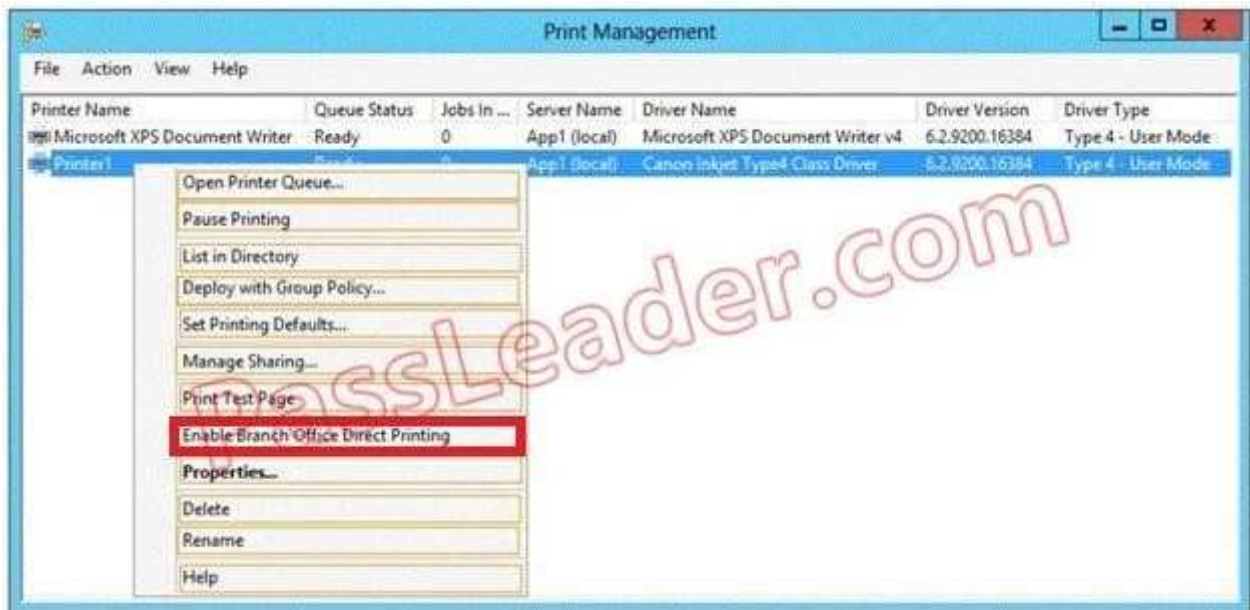 Print Management
File Action View Help
Printer Name Queue Status Jobs In ... Server Name Driver Name Driver Version Driver Type
Microsoft XPS Document Writer Ready 0 App1 (local) Microsoft XPS Document Writer v4 6.2.9200.16384 Type 4 - User Mode
Printer1 Ready 0 App1 (local) Canon Inkjet Type4 Class Driver 6.2.9200.16384 Type 4 - User Mode
Open Printer Queue...
Pause Printing
List in Directory
Deploy with Group Policy...
Set Printing Defaults...
Manage Sharing...
Print Test Page
Enable Branch Office Direct Printing
Properties...
Delete
Rename
Help
PassLeader.com